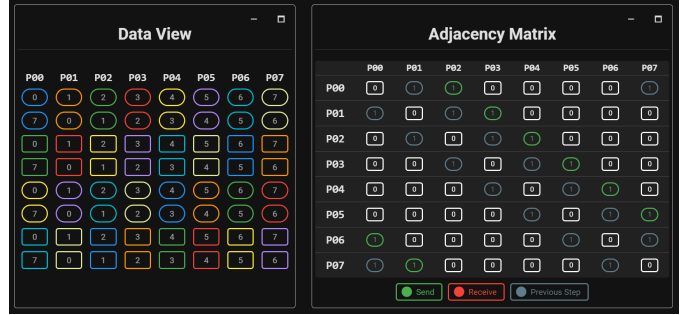 Data View
P00 P01 P02 P03 P04 P05 P06 P07
0 1 2 3 4 5 6 7
7 0 1 2 3 4 5 6
0 1 2 3 4 5 6 7
7 0 1 2 3 4 5 6
0 1 2 3 4 5 6 7
7 0 1 2 3 4 5 6
0 1 2 3 4 5 6 7
7 0 1 2 3 4 5 6
Adjacency Matrix
P00 P01 P02 P03 P04 P05 P06 P07
P00 0 1 1 0 0 0 0 1
P01 1 0 1 1 0 0 0 0
P02 0 1 0 1 1 0 0 0
P03 0 0 1 0 1 1 0 0
P04 0 0 0 1 0 1 1 0
P05 0 0 0 0 1 0 1 1
P06 1 0 0 0 0 1 0 1
P07 1 1 0 0 0 0 1 0
Send Receive Previous Step